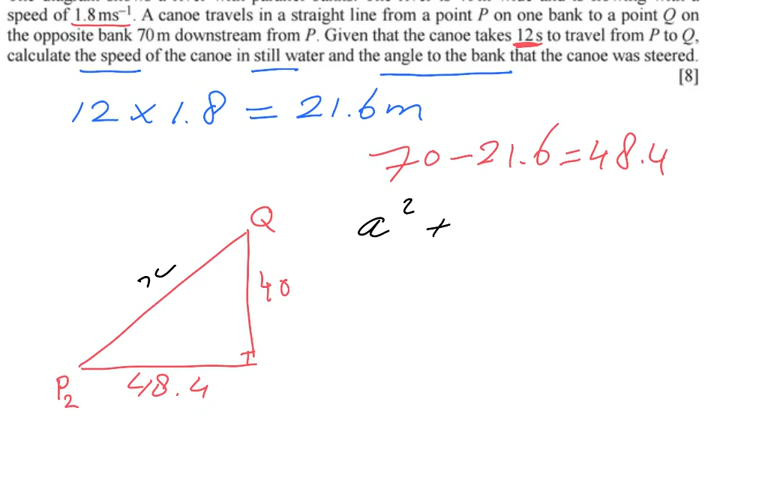 speed of 1.8 ms⁻¹. A canoe travels in a straight line from a point P on one bank to a point Q on
the opposite bank 70 m downstream from P. Given that the canoe takes 12 s to travel from P to Q,
calculate the speed of the canoe in still water and the angle to the bank that the canoe was steered.
[8]
12 × 1.8 = 21.6m
70 - 21.6 = 48.4
a² +
Q
x
40
P₂
48.4